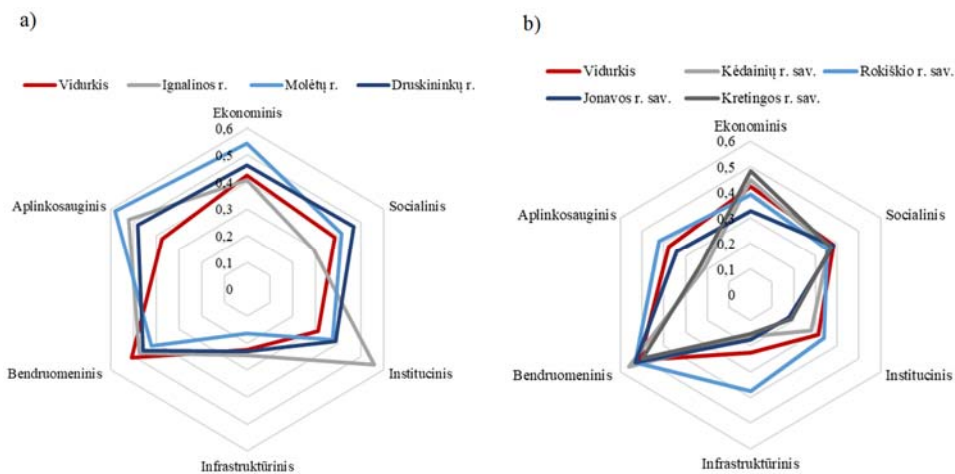 a)
Vidurkis Ignalinos r. Molėtų r. Druskininkų r.
Ekonominis
0,6
0,5
0,4
0,3
0,2
0,1
0
Socialinis
Institucinis
Infrastruktūrinis
Bendruomeninis
Aplinkosauginis
b)
Vidurkis Kėdainių r. sav. Rokiškio r. sav.
Jonavos r. sav. Kretingos r. sav.
Ekonominis
0,6
0,5
0,4
0,3
0,2
0,1
0
Socialinis
Institucinis
Infrastruktūrinis
Bendruomeninis
Aplinkosauginis